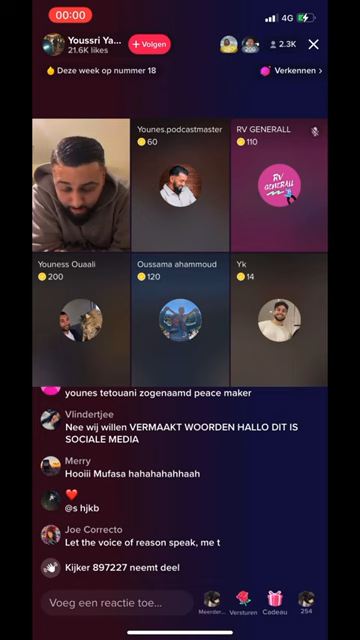 00:00
4G
Youssri Ya...
21.6K likes
+ Volgen
2.3K
Deze week op nummer 18
Verkennen >
Younes.podcastmaster
60
RV GENERALL
110
RV
GENERALL
Youness Ouaali
200
Oussama ahammoud
120
Yk
14
younes tetouani zogenaamd peace maker
Vlindertjee
Nee wij willen VERMAAKT WOORDEN HALLO DIT IS
SOCIALE MEDIA
Merry
Hooiii Mufasa hahahahahhaah
@s hjkb
Joe Correcto
Let the voice of reason speak, me t
Kijker 897227 neemt deel
Voeg een reactie toe...
Meerder...
Versturen
Cadeau
254